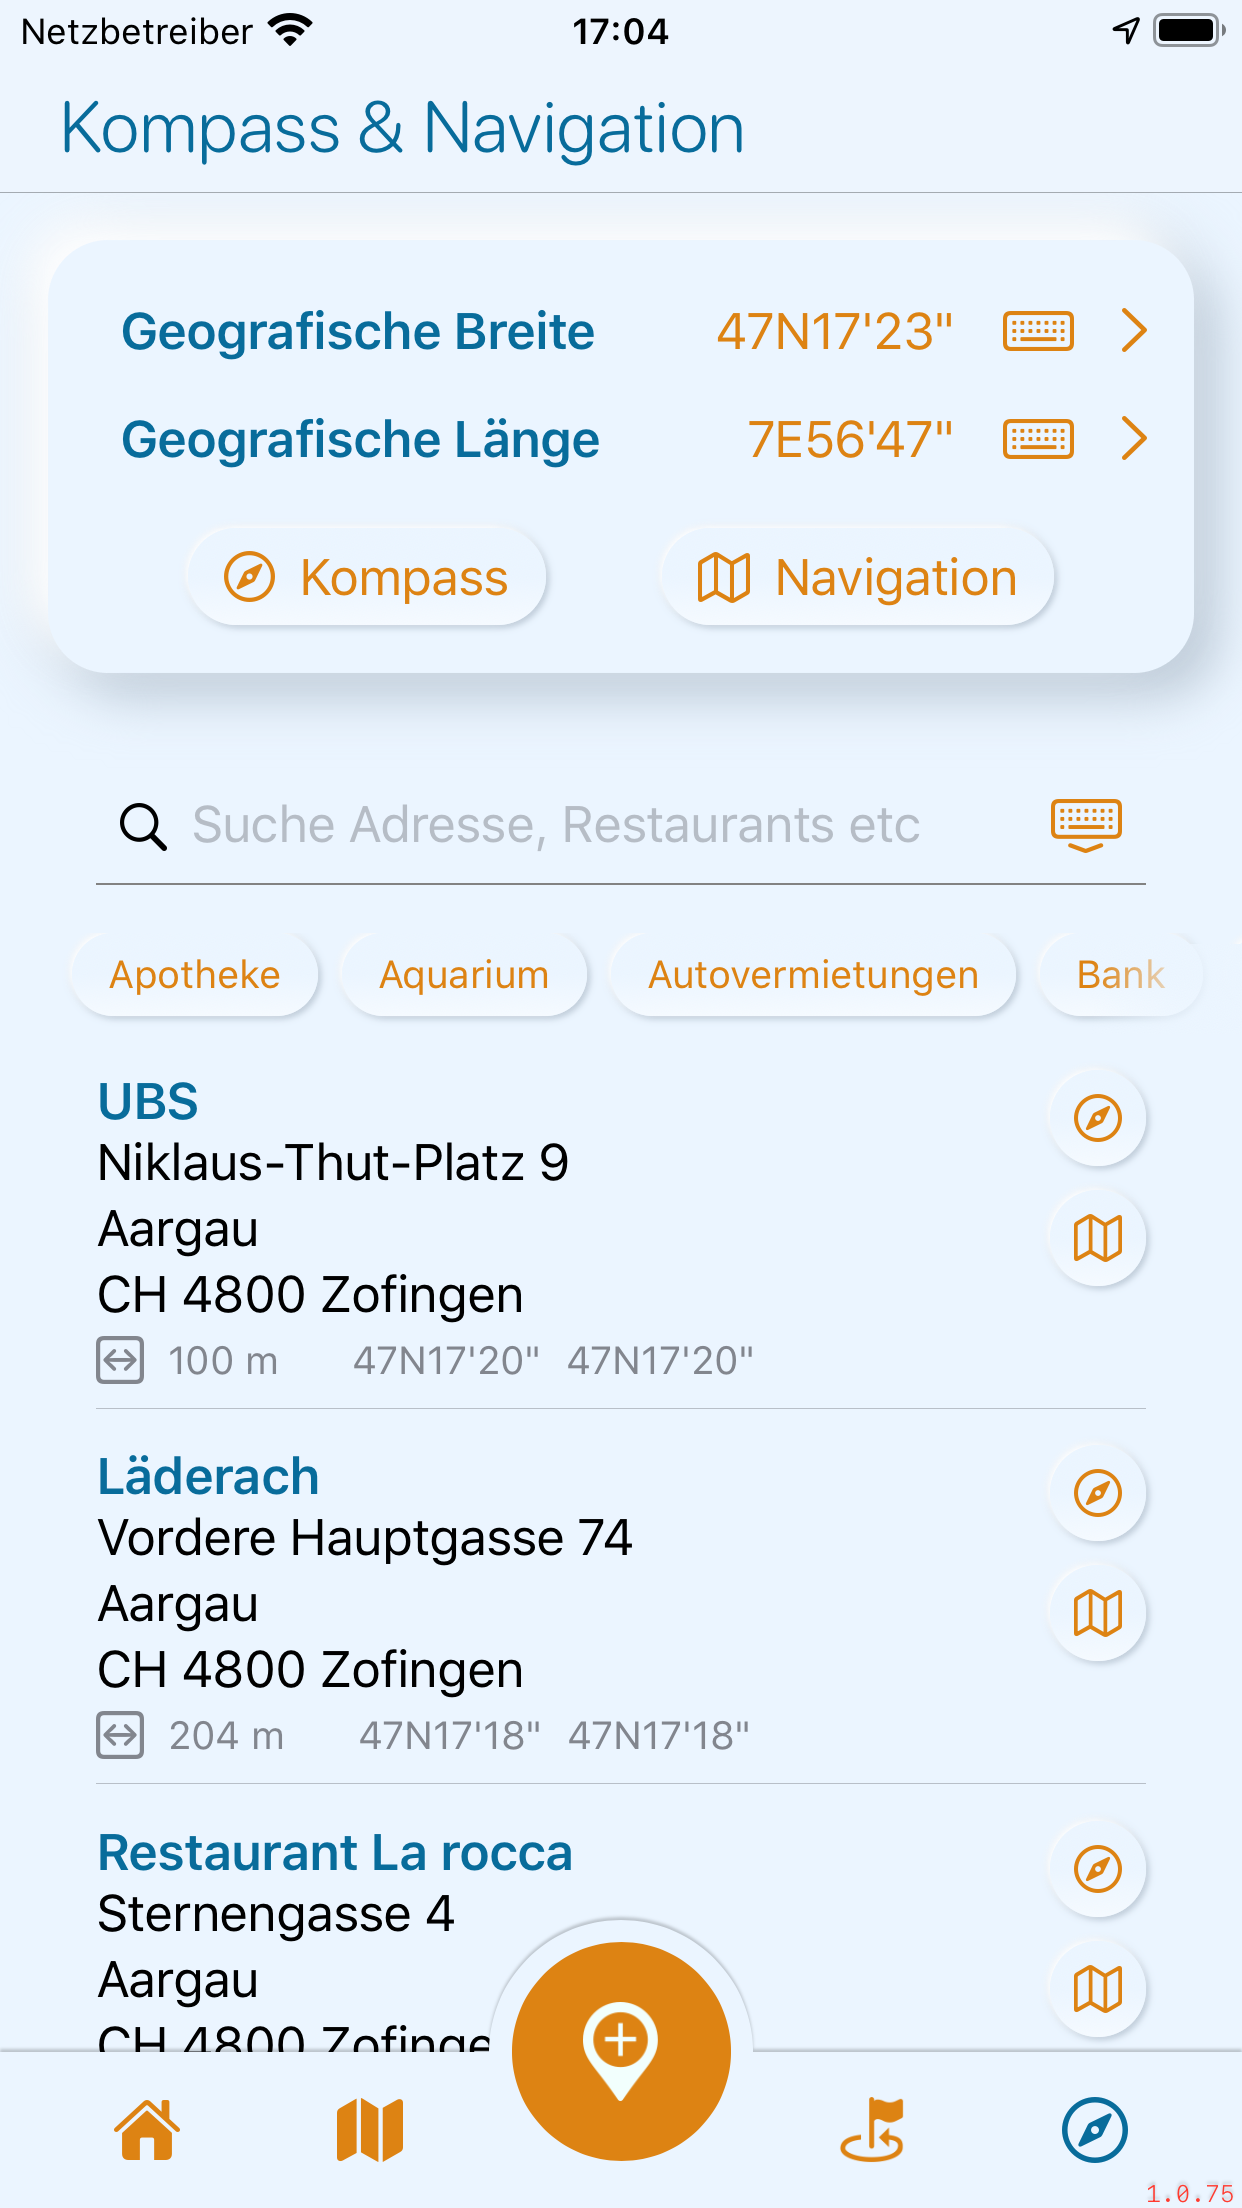 Netzbetreiber 17:04
Kompass & Navigation
Geografische Breite 47N17'23"
Geografische Länge 7E56'47"
Kompass Navigation
Suche Adresse, Restaurants etc
Apotheke Aquarium Autovermietungen Bank
UBS
Niklaus-Thut-Platz 9
Aargau
CH 4800 Zofingen
100 m 47N17'20" 47N17'20"
Läderach
Vordere Hauptgasse 74
Aargau
CH 4800 Zofingen
204 m 47N17'18" 47N17'18"
Restaurant La rocca
Sternengasse 4
Aargau
CH 4800 Zofinge
1.0.75